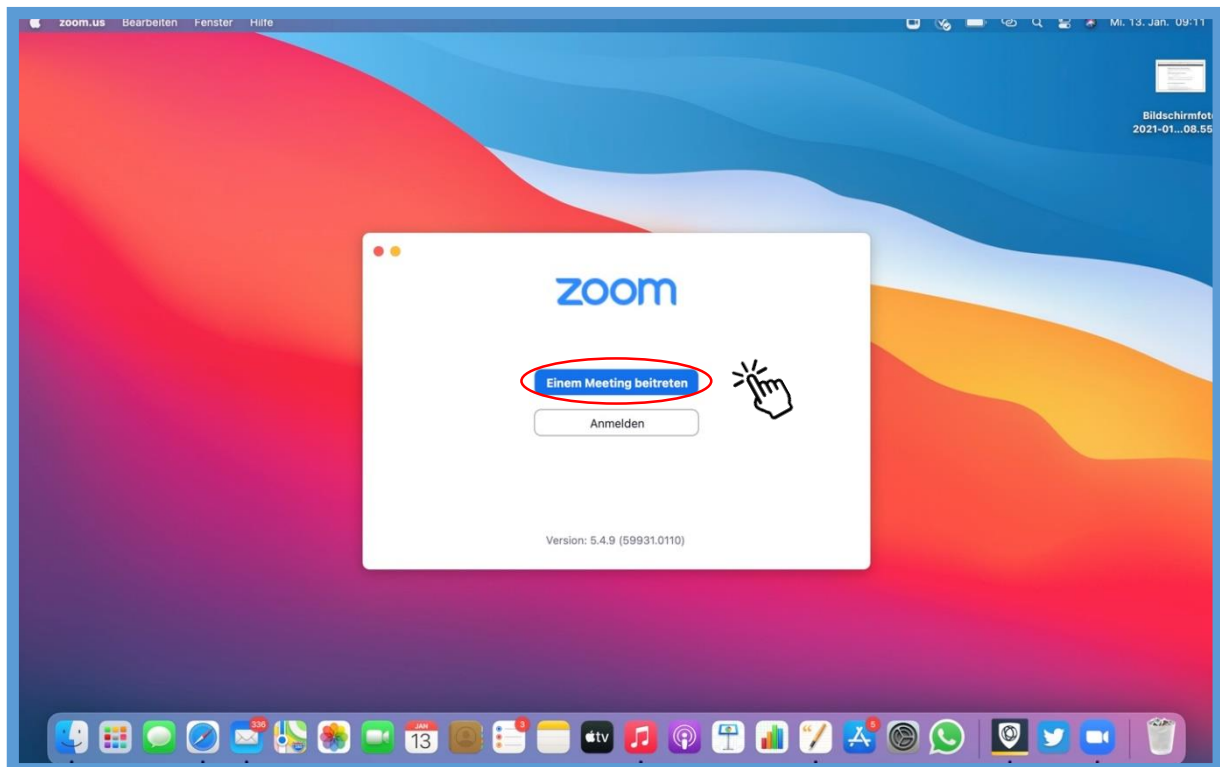 zoom.us Bearbeiten Fenster Hilfe
Mi. 13. Jan. 09:11
Bildschirmfoto
2021-01...08.55
zoom
Einem Meeting beitreten
Anmelden
Version: 5.4.9 (59931.0110)
336
JAN
13
3
tv
5